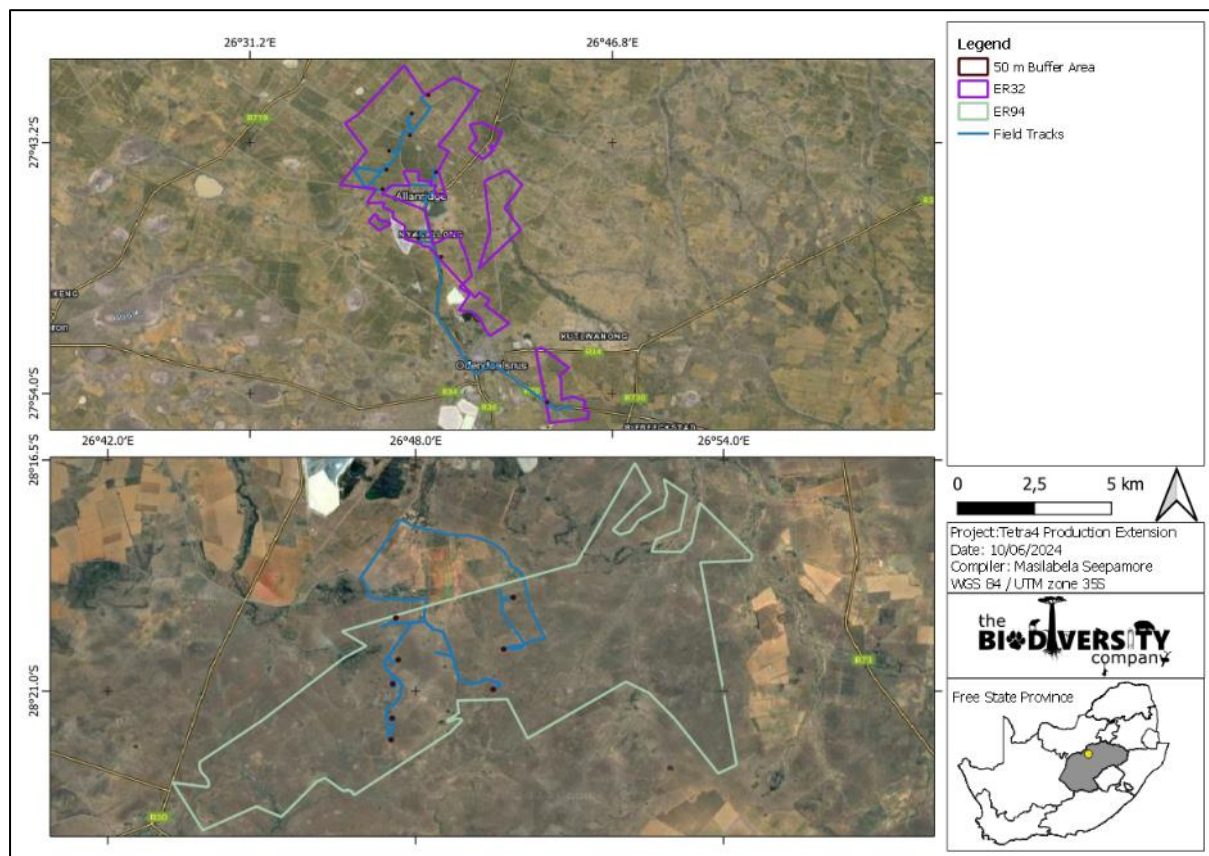 26°31.2'E
26°46.8'E
27°43.2'S
27°54.0'S
R719
Allanridge
NYAKALLONG
KUTLWANONG
R34
Odendaalsrus
R34
R30
R730
26°42.0'E
26°48.0'E
26°54.0'E
28°16.5'S
28°21.0'S
R30
R73
Legend
50 m Buffer Area
ER32
ER94
Field Tracks
0 2,5 5 km
Project:Tetra4 Production Extension
Date: 10/06/2024
Compiler: Masilabela Seepamore
WGS 84 / UTM zone 35S
the
BIODIVERSITY
company
Free State Province